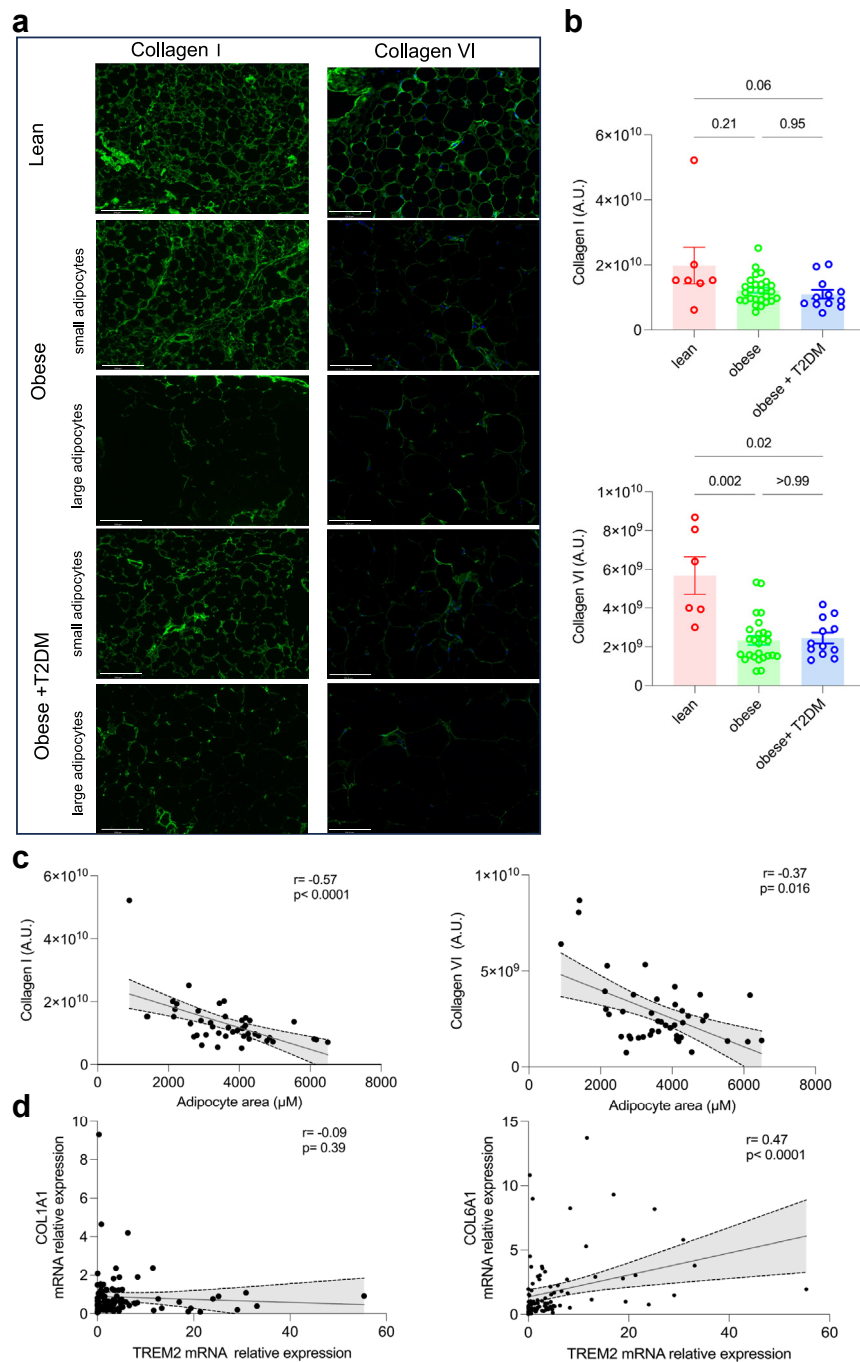 a
Collagen I
Collagen VI
Lean
Obese
small adipocytes
large adipocytes
Obese +T2DM
small adipocytes
large adipocytes
b
0.06
0.21
0.95
Collagen I (A.U.)
6×10¹⁰
4×10¹⁰
2×10¹⁰
0
lean
obese
obese + T2DM
0.02
0.002
>0.99
Collagen VI (A.U.)
1×10¹⁰
8×10⁹
6×10⁹
4×10⁹
2×10⁹
0
lean
obese
obese+ T2DM
c
Collagen I (A.U.)
6×10¹⁰
4×10¹⁰
2×10¹⁰
0
r= -0.57
p< 0.0001
0
2000
4000
6000
8000
Adipocyte area (µM)
Collagen VI (A.U.)
1×10¹⁰
5×10⁹
0
r= -0.37
p= 0.016
0
2000
4000
6000
8000
Adipocyte area (µM)
d
COL1A1
mRNA relative expression
10
8
6
4
2
0
r= -0.09
p= 0.39
0
20
40
60
TREM2 mRNA relative expression
COL6A1
mRNA relative expression
15
10
5
0
r= 0.47
p< 0.0001
0
20
40
60
TREM2 mRNA relative expression